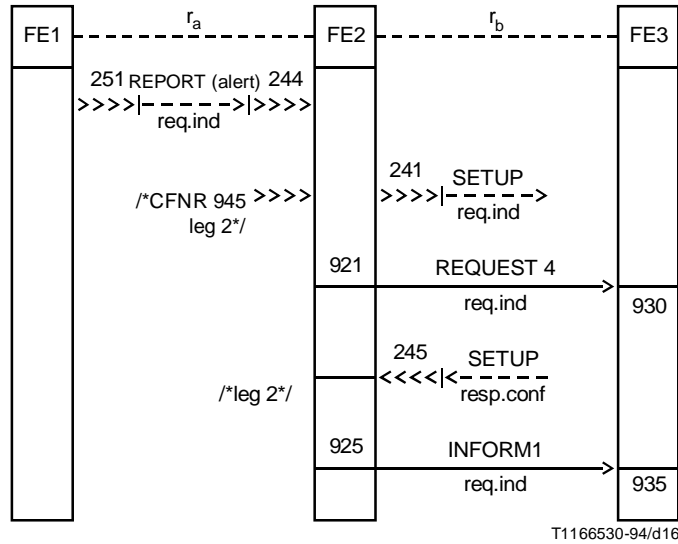 FE1 ra FE2 rb FE3
251 REPORT (alert) 244
>>>>|– – – –>|>>>>
req.ind
241 SETUP
/*CFNR 945 >>>> >>>>|– – – –>
leg 2*/ req.ind
921 REQUEST 4
req.ind 930
245 SETUP
<<<<|<– – – –
/*leg 2*/ resp.conf
925 INFORM1
req.ind 935
T1166530-94/d16